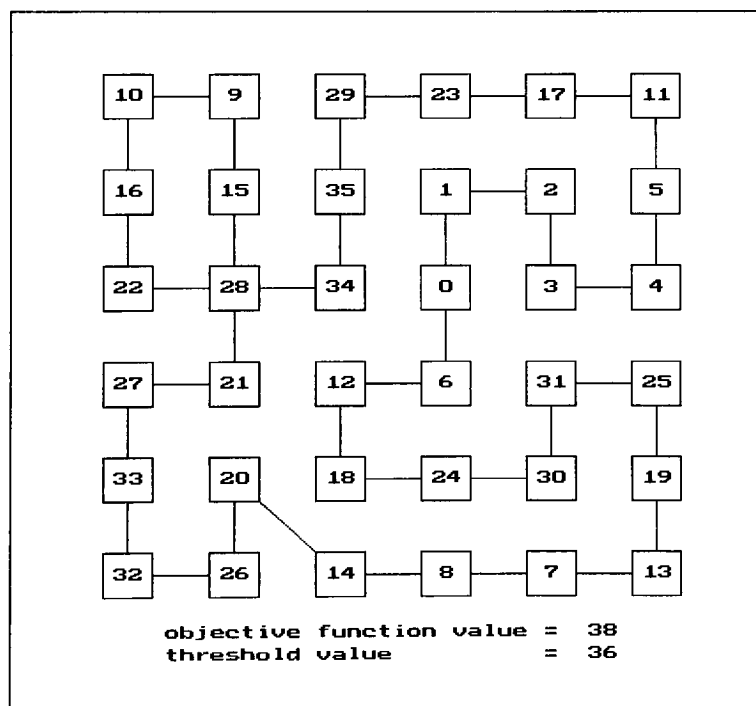 10 9 29 23 17 11
16 15 35 1 2 5
22 28 34 0 3 4
27 21 12 6 31 25
33 20 18 24 30 19
32 26 14 8 7 13
objective function value = 38
threshold value = 36